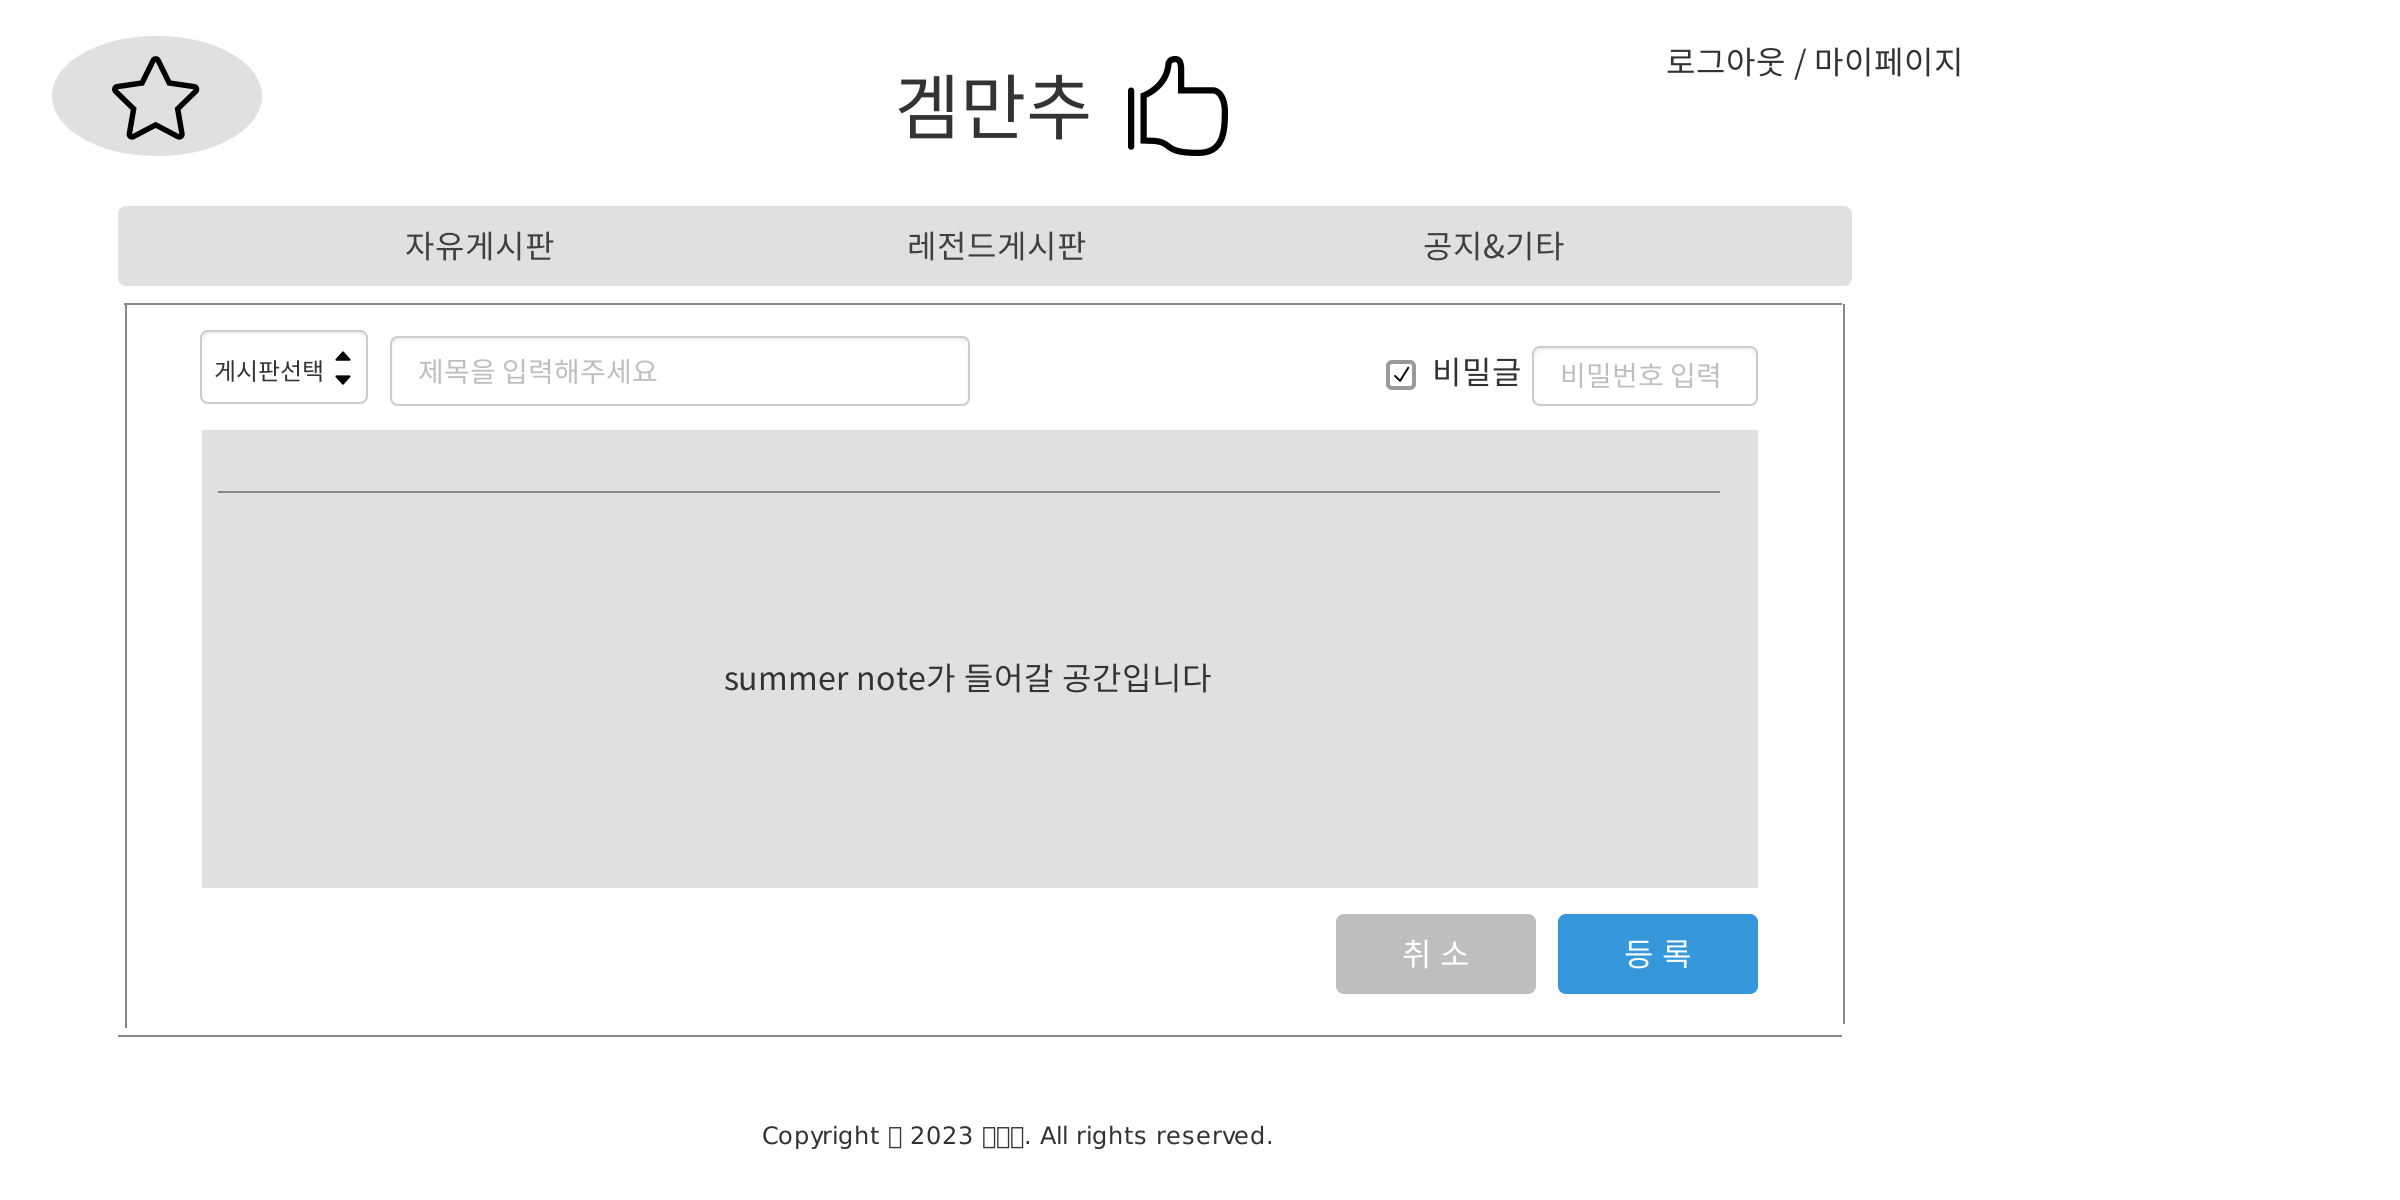 로그아웃 / 마이페이지
겜만추
자유게시판 레전드게시판 공지&기타
게시판선택 제목을 입력해주세요 비밀글 비밀번호 입력
summer note가 들어갈 공간입니다
취 소 등 록
Copyright 2023 . All rights reserved.